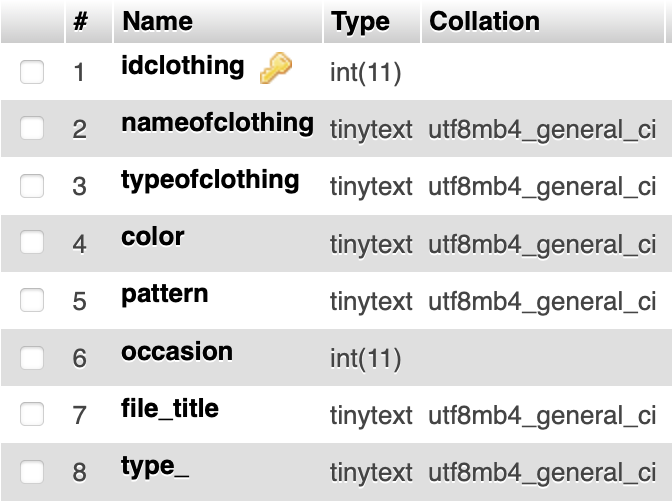 # Name Type Collation
1 idclothing int(11)
2 nameofclothing tinytext utf8mb4_general_ci
3 typeofclothing tinytext utf8mb4_general_ci
4 color tinytext utf8mb4_general_ci
5 pattern tinytext utf8mb4_general_ci
6 occasion int(11)
7 file_title tinytext utf8mb4_general_ci
8 type_ tinytext utf8mb4_general_ci